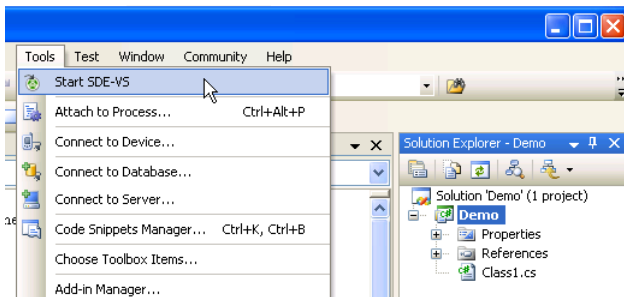 Tools Test Window Community Help
Start SDE-VS
Attach to Process... Ctrl+Alt+P
Connect to Device...
Connect to Database...
Connect to Server...
Code Snippets Manager... Ctrl+K, Ctrl+B
Choose Toolbox Items...
Add-in Manager...
Solution Explorer - Demo
Solution 'Demo' (1 project)
Demo
Properties
References
Class1.cs